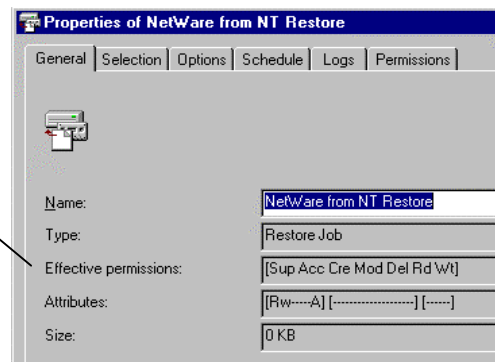 Properties of NetWare from NT Restore
General Selection Options Schedule Logs Permissions
Name: NetWare from NT Restore
Type: Restore Job
Effective permissions: [Sup Acc Cre Mod Del Rd Wt]
Attributes: [Rw-----A] [--------------------] [------]
Size: 0 KB